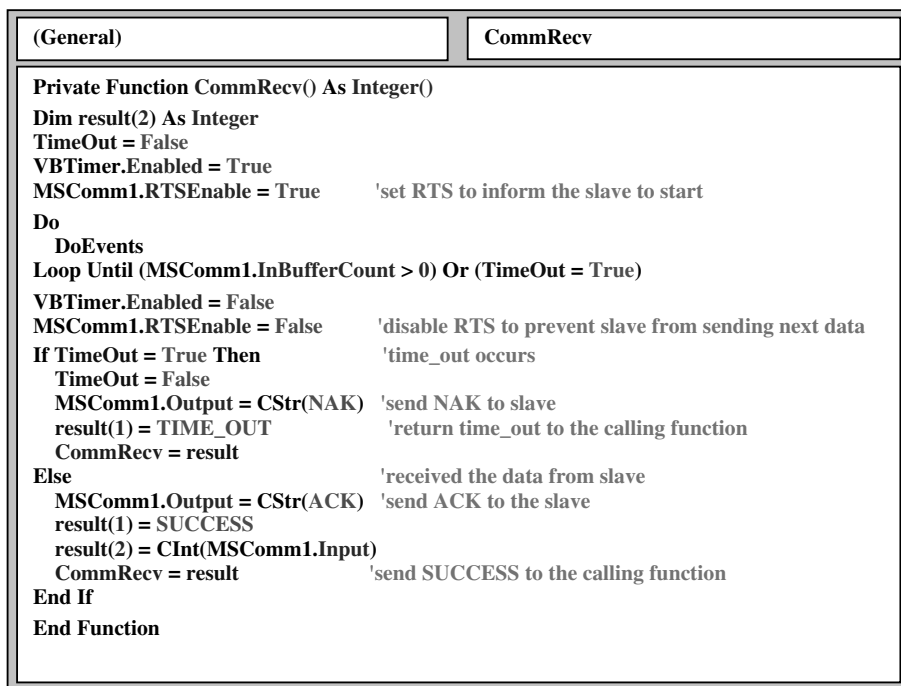 (General)
CommRecv
Private Function CommRecv() As Integer()
Dim result(2) As Integer
TimeOut = False
VBTimer.Enabled = True
MSComm1.RTSEnable = True 'set RTS to inform the slave to start
Do
DoEvents
Loop Until (MSComm1.InBufferCount > 0) Or (TimeOut = True)
VBTimer.Enabled = False
MSComm1.RTSEnable = False 'disable RTS to prevent slave from sending next data
If TimeOut = True Then 'time_out occurs
TimeOut = False
MSComm1.Output = CStr(NAK) 'send NAK to slave
result(1) = TIME_OUT 'return time_out to the calling function
CommRecv = result
Else 'received the data from slave
MSComm1.Output = CStr(ACK) 'send ACK to the slave
result(1) = SUCCESS
result(2) = CInt(MSComm1.Input)
CommRecv = result 'send SUCCESS to the calling function
End If
End Function